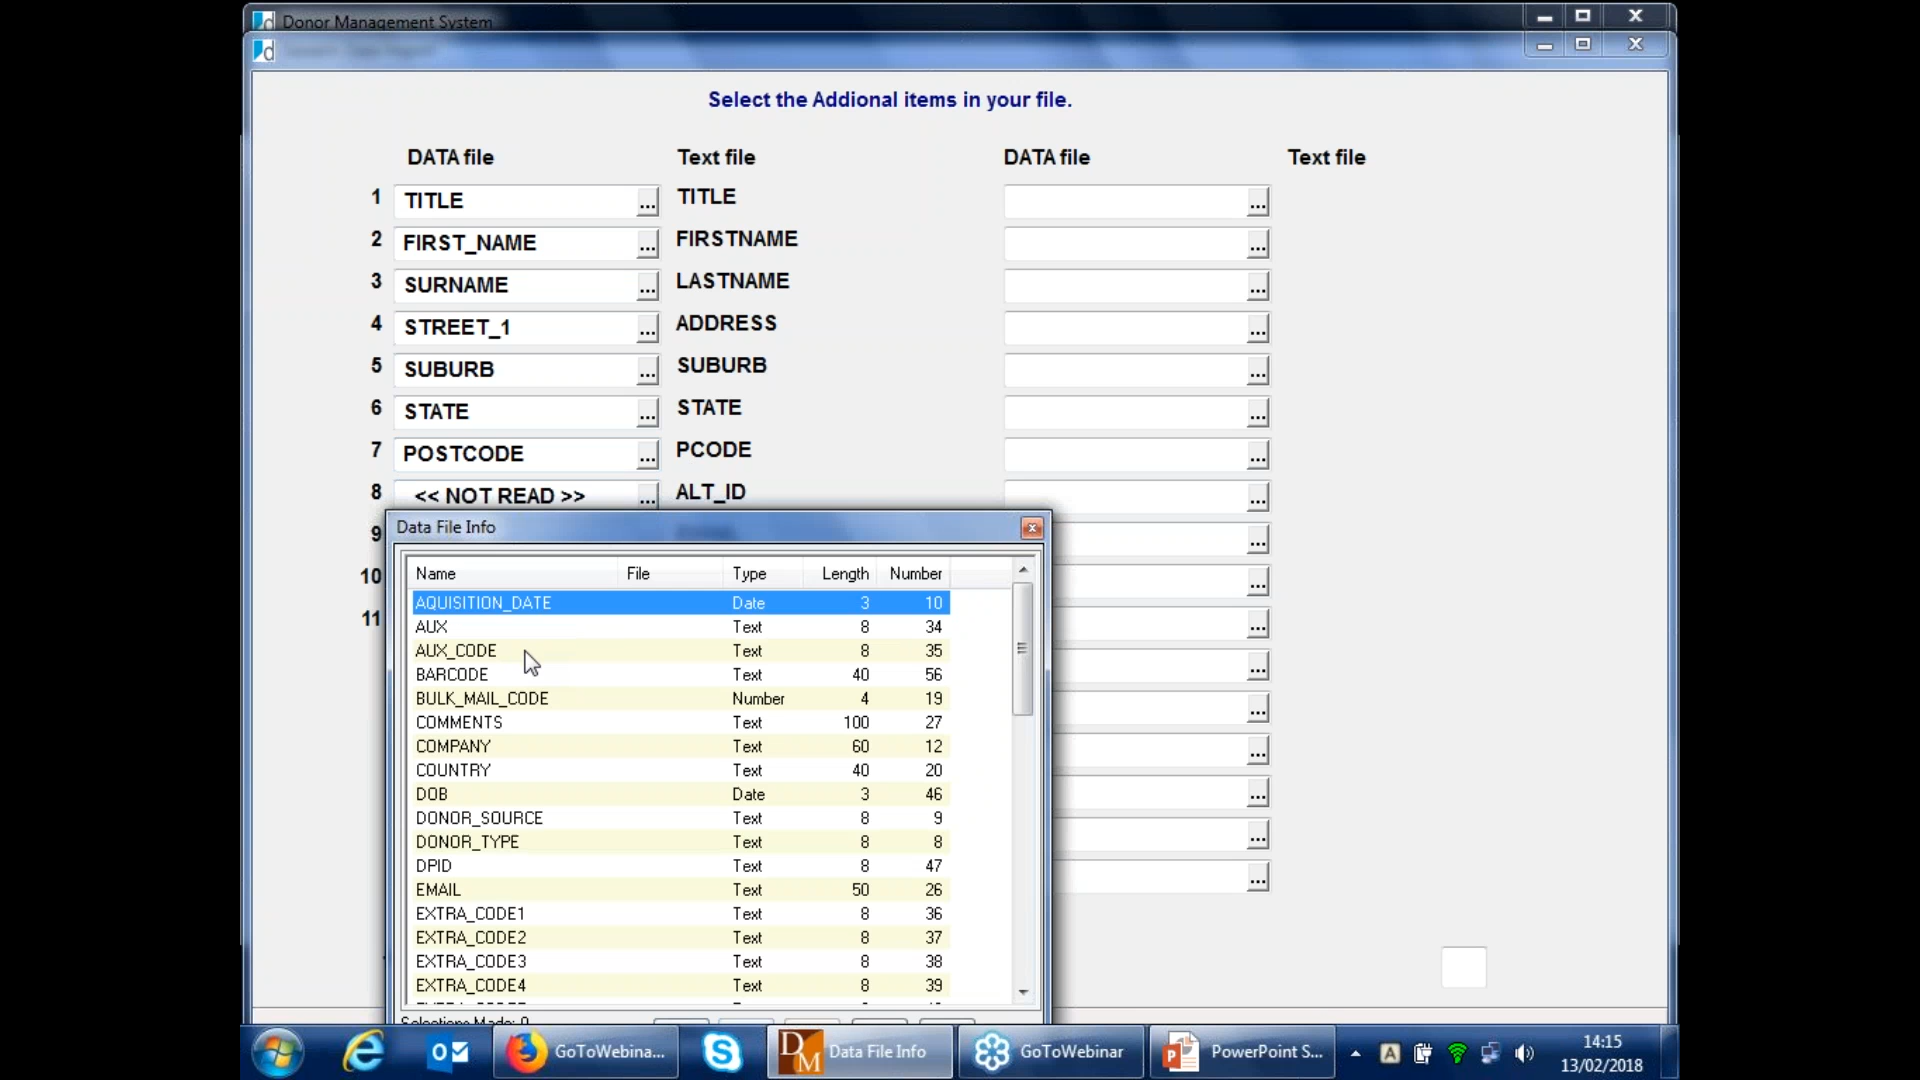 Donor Management System
Select the Addional items in your file.
DATA file Text file DATA file Text file
1 TITLE ... TITLE ...
2 FIRST_NAME ... FIRSTNAME ...
3 SURNAME ... LASTNAME ...
4 STREET_1 ... ADDRESS ...
5 SUBURB ... SUBURB ...
6 STATE ... STATE ...
7 POSTCODE ... PCODE ...
8 << NOT READ >> ... ALT_ID ...
9 ...
10 ...
11 ...
...
...
...
...
...
...
Data File Info
Name File Type Length Number
AQUISITION_DATE Date 3 10
AUX Text 8 34
AUX_CODE Text 8 35
BARCODE Text 40 56
BULK_MAIL_CODE Number 4 19
COMMENTS Text 100 27
COMPANY Text 60 12
COUNTRY Text 40 20
DOB Date 3 46
DONOR_SOURCE Text 8 9
DONOR_TYPE Text 8 8
DPID Text 8 47
EMAIL Text 50 26
EXTRA_CODE1 Text 8 36
EXTRA_CODE2 Text 8 37
EXTRA_CODE3 Text 8 38
EXTRA_CODE4 Text 8 39
Selections Made: 0
GoToWebina... Data File Info GoToWebinar PowerPoint S... A 14:15
13/02/2018